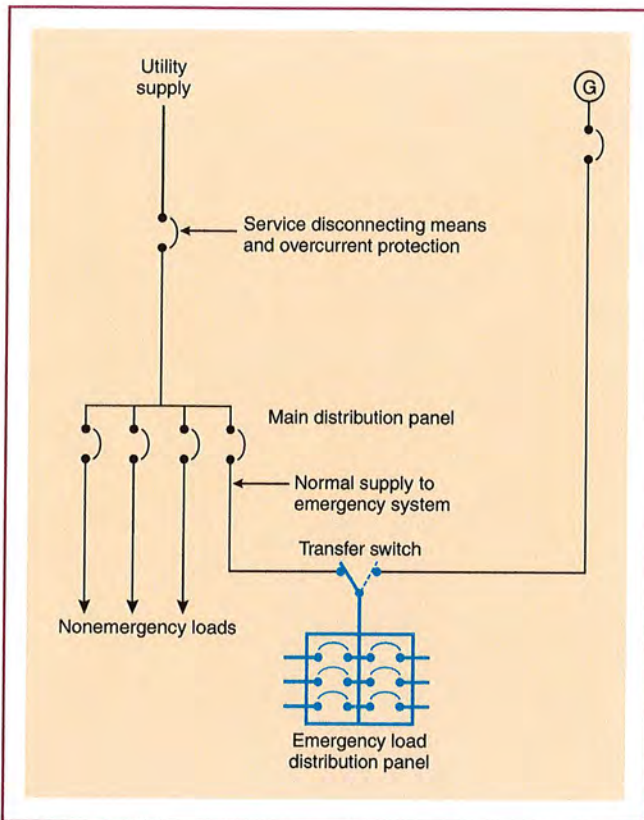 Utility
supply
G
Service disconnecting means
and overcurrent protection
Main distribution panel
Normal supply to
emergency system
Transfer switch
Nonemergency loads
Emergency load
distribution panel